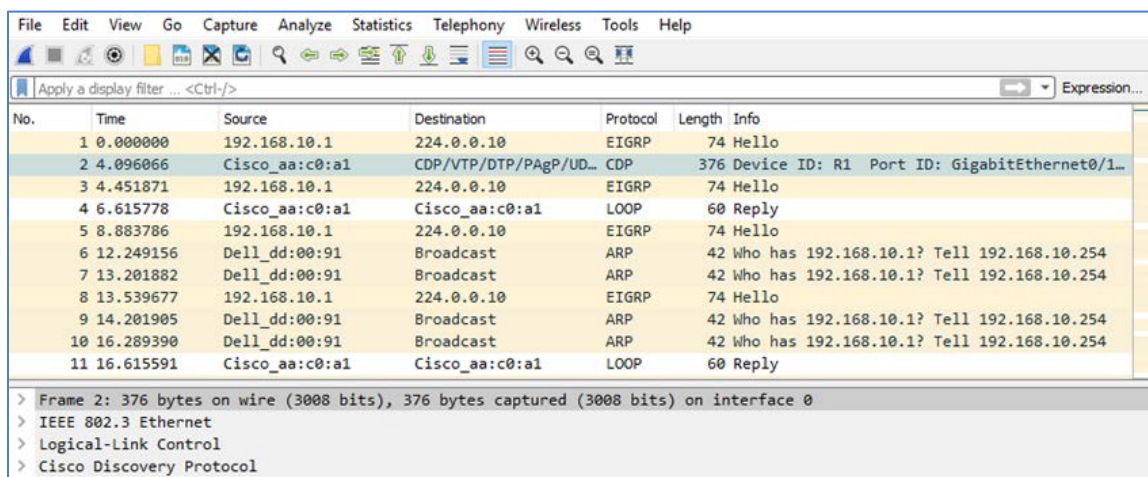 File Edit View Go Capture Analyze Statistics Telephony Wireless Tools Help
Apply a display filter ... <Ctrl-/> Expression...
No. Time Source Destination Protocol Length Info
1 0.000000 192.168.10.1 224.0.0.10 EIGRP 74 Hello
2 4.096066 Cisco_aa:c0:a1 CDP/VTP/DTP/PAgP/UD... CDP 376 Device ID: R1 Port ID: GigabitEthernet0/1...
3 4.451871 192.168.10.1 224.0.0.10 EIGRP 74 Hello
4 6.615778 Cisco_aa:c0:a1 Cisco_aa:c0:a1 LOOP 60 Reply
5 8.883786 192.168.10.1 224.0.0.10 EIGRP 74 Hello
6 12.249156 Dell_dd:00:91 Broadcast ARP 42 Who has 192.168.10.1? Tell 192.168.10.254
7 13.201882 Dell_dd:00:91 Broadcast ARP 42 Who has 192.168.10.1? Tell 192.168.10.254
8 13.539677 192.168.10.1 224.0.0.10 EIGRP 74 Hello
9 14.201905 Dell_dd:00:91 Broadcast ARP 42 Who has 192.168.10.1? Tell 192.168.10.254
10 16.289390 Dell_dd:00:91 Broadcast ARP 42 Who has 192.168.10.1? Tell 192.168.10.254
11 16.615591 Cisco_aa:c0:a1 Cisco_aa:c0:a1 LOOP 60 Reply
> Frame 2: 376 bytes on wire (3008 bits), 376 bytes captured (3008 bits) on interface 0
> IEEE 802.3 Ethernet
> Logical-Link Control
> Cisco Discovery Protocol